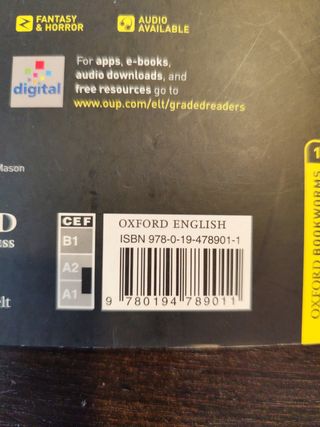 FANTASY
& HORROR
AUDIO
AVAILABLE
For apps, e-books,
audio downloads, and
free resources go to
www.oup.com/elt/gradedreaders
digital
Mason
D
ESS
CEF
B1
A2
A1
OXFORD ENGLISH
ISBN 978-0-19-478901-1
9 780194 789011
elt
1
OXFORD BOOKWORMS